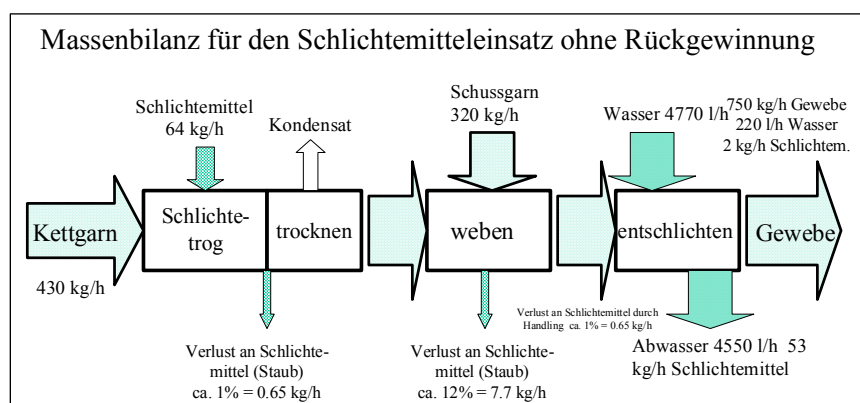 Massenbilanz für den Schlichtemitteleinsatz ohne Rückgewinnung
Schlichtemittel
64 kg/h
Kondensat
Schussgarn
320 kg/h
Wasser 4770 l/h
750 kg/h Gewebe
220 l/h Wasser
2 kg/h Schlichtem.
Kettgarn
430 kg/h
Schlichte-
trog
trocknen
weben
entschlichten
Gewebe
Verlust an Schlichte-
mittel (Staub)
ca. 1% = 0.65 kg/h
Verlust an Schlichte-
mittel (Staub)
ca. 12% = 7.7 kg/h
Verlust an Schlichtemittel durch
Handling ca. 1% = 0.65 kg/h
Abwasser 4550 l/h 53
kg/h Schlichtemittel